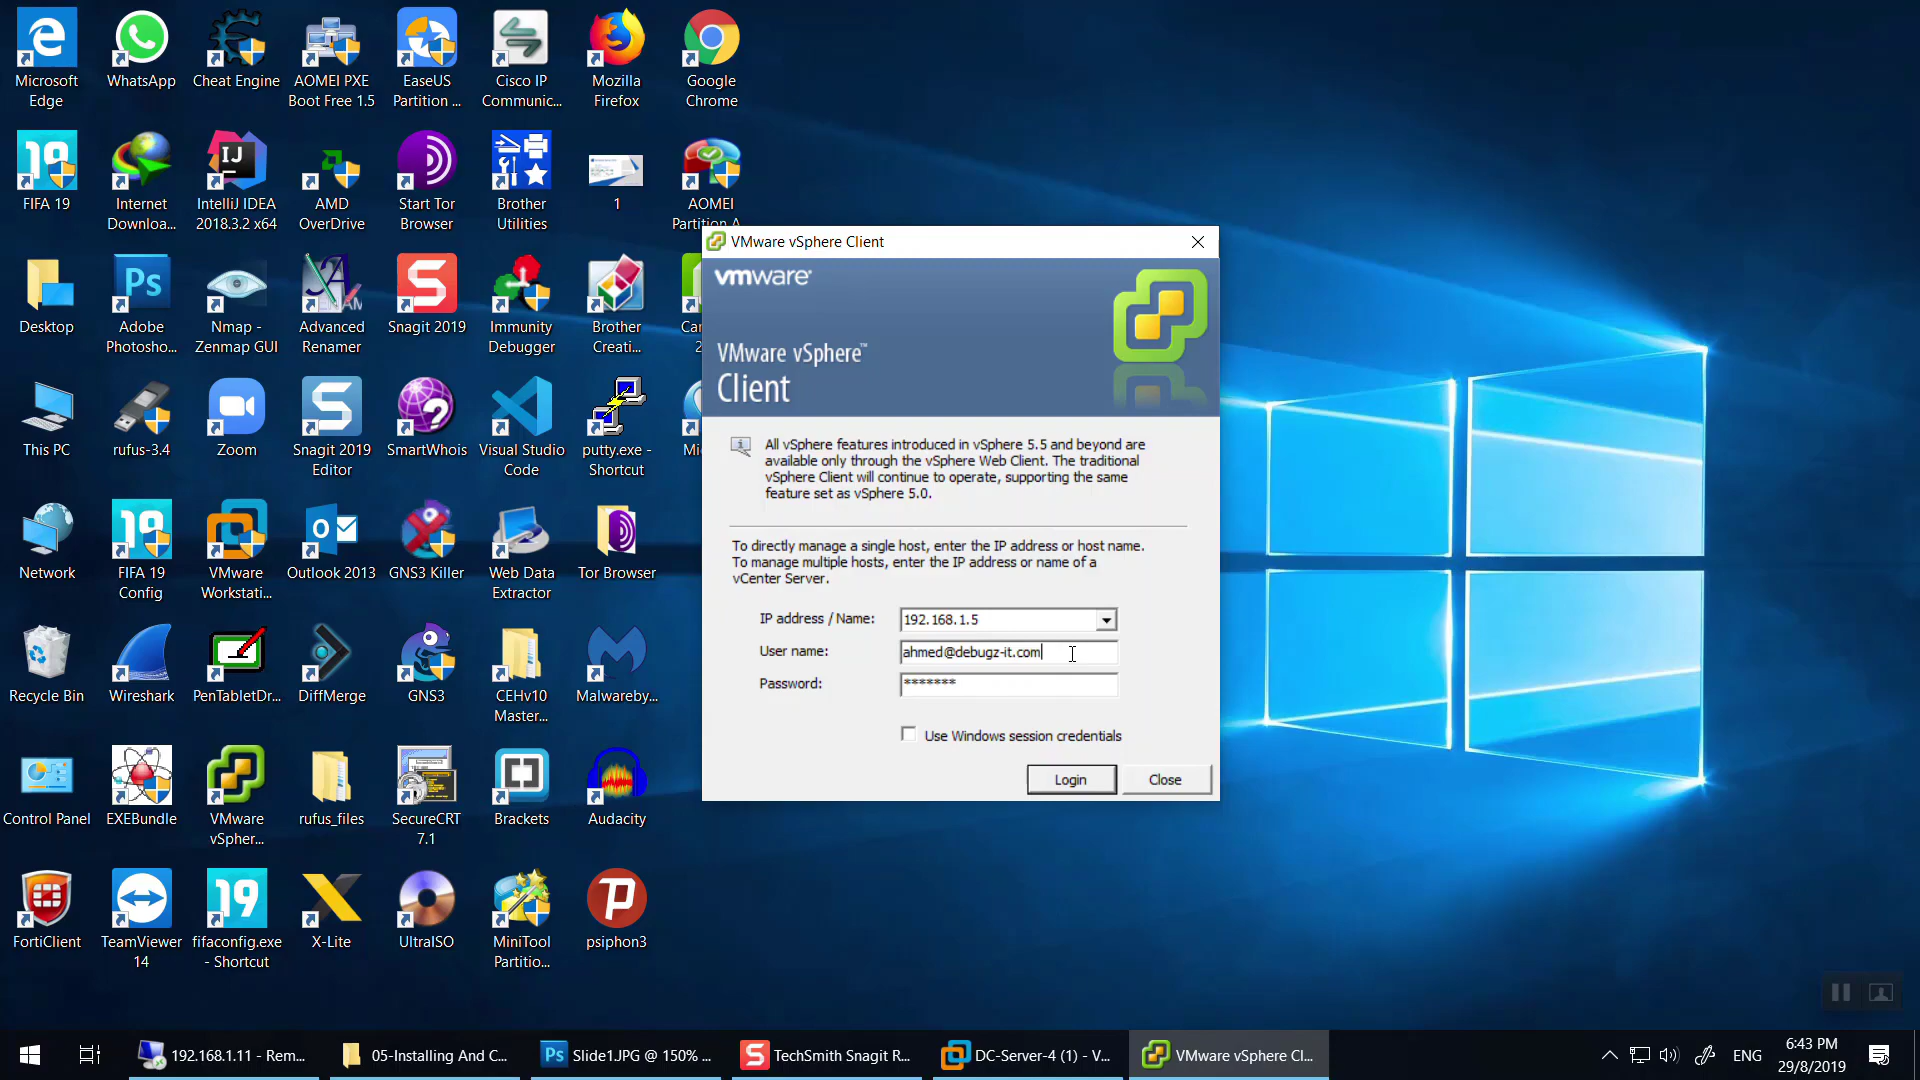 Microsoft
Edge
WhatsApp
Cheat Engine
AOMEI PXE
Boot Free 1.5
EaseUS
Partition ...
Cisco IP
Communic...
Mozilla
Firefox
Google
Chrome
FIFA 19
Internet
Downloa...
IntelliJ IDEA
2018.3.2 x64
AMD
OverDrive
Start Tor
Browser
Brother
Utilities
1
AOMEI
Partition A
Desktop
Adobe
Photosho...
Nmap -
Zenmap GUI
Advanced
Renamer
Snagit 2019
Immunity
Debugger
Brother
Creati...
This PC
rufus-3.4
Zoom
Snagit 2019
Editor
SmartWhois
Visual Studio
Code
putty.exe -
Shortcut
Network
FIFA 19
Config
VMware
Workstati...
Outlook 2013
GNS3 Killer
Web Data
Extractor
Tor Browser
Recycle Bin
Wireshark
PenTabletDr...
DiffMerge
GNS3
CEHv10
Master...
Malwareby...
Control Panel
EXEBundle
VMware
vSpher...
rufus_files
SecureCRT
7.1
Brackets
Audacity
FortiClient
TeamViewer
14
fifaconfig.exe
- Shortcut
X-Lite
UltraISO
MiniTool
Partitio...
psiphon3
VMware vSphere Client
vmware®
VMware vSphere™
Client
All vSphere features introduced in vSphere 5.5 and beyond are
available only through the vSphere Web Client. The traditional
vSphere Client will continue to operate, supporting the same
feature set as vSphere 5.0.
To directly manage a single host, enter the IP address or host name.
To manage multiple hosts, enter the IP address or name of a
vCenter Server.
IP address / Name: 192.168.1.5
User name: ahmed@debugz-it.com
Password: *******
Use Windows session credentials
Login Close
192.168.1.11 - Rem...
05-Installing And C...
Slide1.JPG @ 150% ...
TechSmith Snagit R...
DC-Server-4 (1) - V...
VMware vSphere Cl...
ENG
6:43 PM
29/8/2019